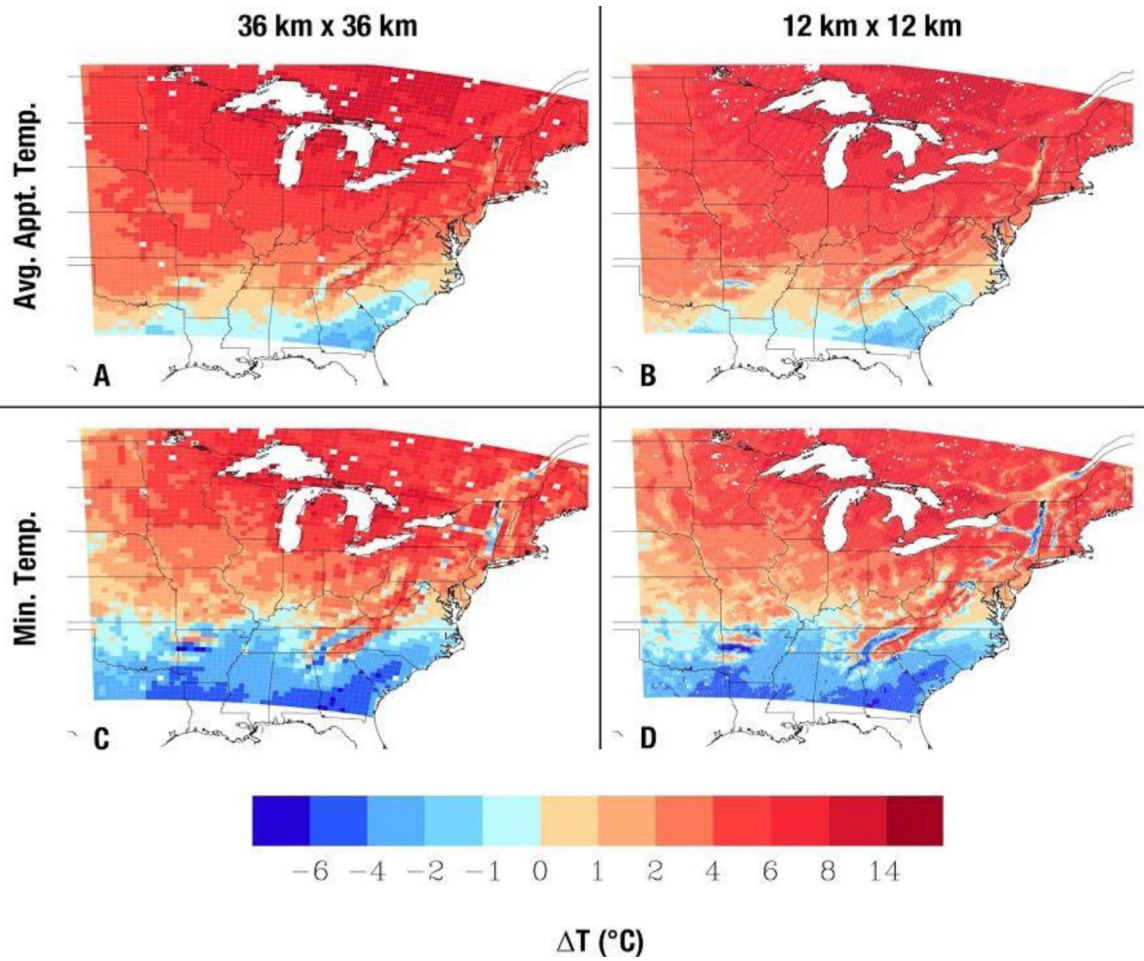 36 km x 36 km
12 km x 12 km
Avg. Appt. Temp.
A
B
Min. Temp.
C
D
−6 −4 −2 −1 0 1 2 4 6 8 14
ΔT (°C)